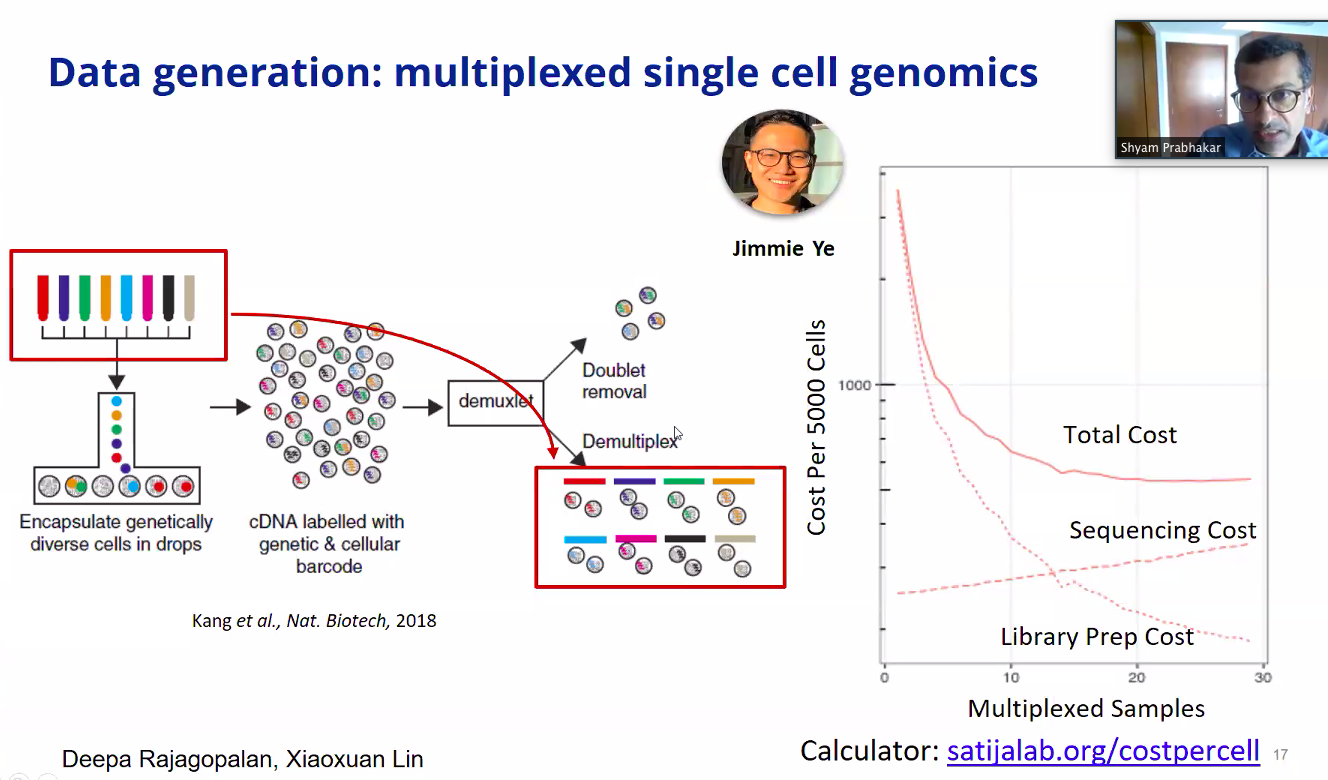 Data generation: multiplexed single cell genomics
Shyam Prabhakar
Jimmie Ye
Encapsulate genetically
diverse cells in drops
cDNA labelled with
genetic & cellular
barcode
demuxlet
Doublet
removal
Demultiplex
Kang et al., Nat. Biotech, 2018
Cost Per 5000 Cells
1000
Total Cost
Sequencing Cost
Library Prep Cost
0 10 20 30
Multiplexed Samples
Calculator: satijalab.org/costpercell
17
Deepa Rajagopalan, Xiaoxuan Lin